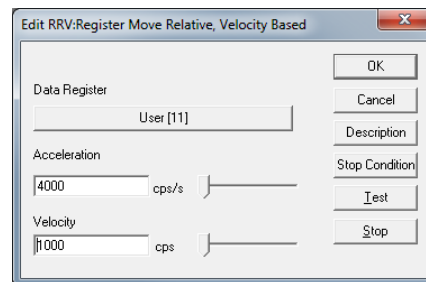 Edit RRV:Register Move Relative, Velocity Based
OK
Data Register
Cancel
User [11]
Description
Acceleration
Stop Condition
4000 cps/s
Test
Velocity
Stop
1000 cps